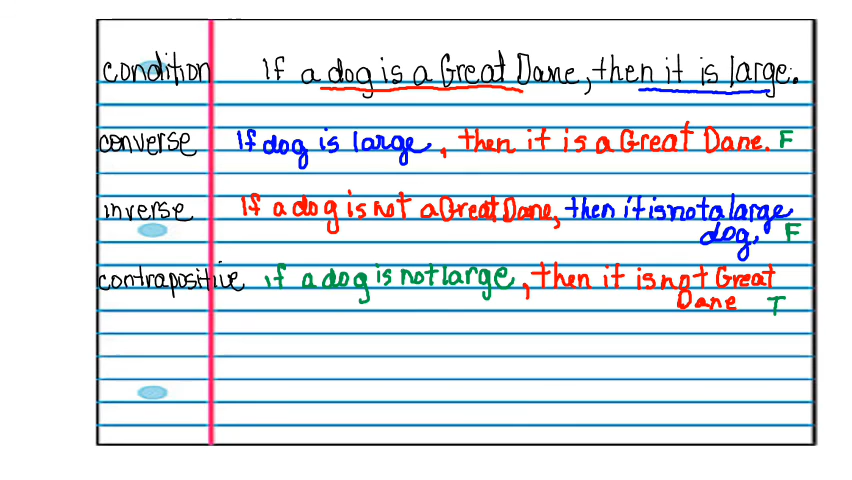 condition If a dog is a Great Dane, then it is large.
converse If dog is large, then it is a Great Dane. F
inverse If a dog is not a Great Dane, then it is not a large
dog. F
contrapositive if a dog is not large, then it is not Great
Dane T